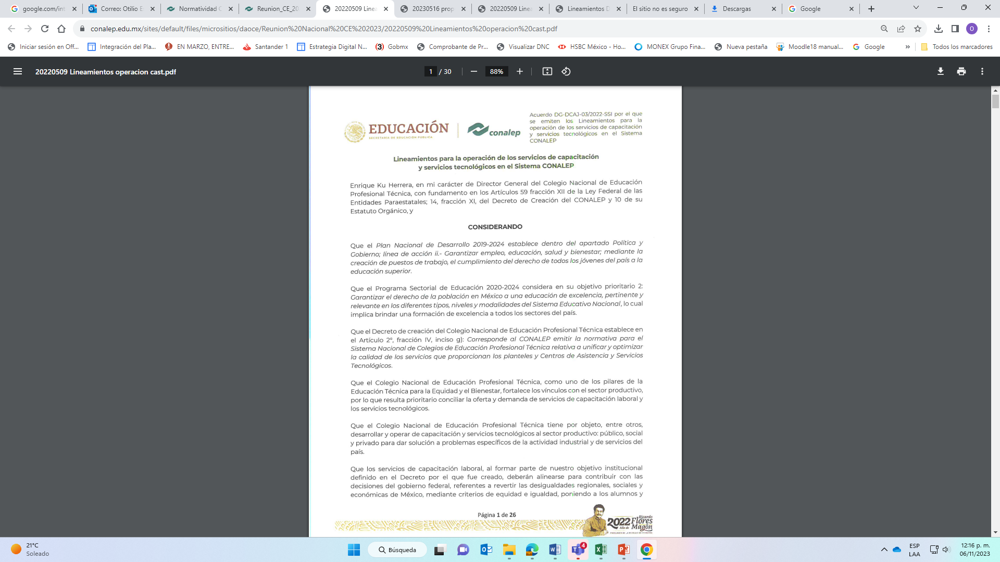 google.com/int
Correo: Otilio E
Normatividad C
Reunion_CE_20
20220509 Linea
20230516 prop
20220509 Linea
Lineamientos D
El sitio no es seguro
Descargas
Google
conalep.edu.mx/sites/default/files/micrositios/daoce/Reunion%20Nacional%20CE%202023/20220509%20Lineamientos%20operacion%20cast.pdf
O
Iniciar sesión en Off...
Integración del Pla...
EN MARZO, ENTRE...
Santander 1
Estrategia Digital N...
Gobmx
Comprobante de Pr...
Visualizar DNC
HSBC México - Ho...
MONEX Grupo Fina...
Nueva pestaña
Moodle18 manual...
Google
»
Todos los marcadores
20220509 Lineamientos operacion cast.pdf
1 / 30
88%
EDUCACIÓN
SECRETARÍA DE EDUCACIÓN PÚBLICA
conalep
Acuerdo DG-DCAJ-03/2022-SSI por el que
se emiten los Lineamientos para la
operación de los servicios de capacitación
y servicios tecnológicos en el Sistema
CONALEP
Lineamientos para la operación de los servicios de capacitación
y servicios tecnológicos en el Sistema CONALEP
Enrique Ku Herrera, en mi carácter de Director General del Colegio Nacional de Educación
Profesional Técnica, con fundamento en los Artículos 59 fracción XII de la Ley Federal de las
Entidades Paraestatales; 14, fracción XI, del Decreto de Creación del CONALEP y 10 de su
Estatuto Orgánico, y
CONSIDERANDO
Que el Plan Nacional de Desarrollo 2019-2024 establece dentro del apartado Política y
Gobierno; línea de acción ii.- Garantizar empleo, educación, salud y bienestar; mediante la
creación de puestos de trabajo, el cumplimiento del derecho de todos los jóvenes del país a la
educación superior.
Que el Programa Sectorial de Educación 2020-2024 considera en su objetivo prioritario 2:
Garantizar el derecho de la población en México a una educación de excelencia, pertinente y
relevante en los diferentes tipos, niveles y modalidades del Sistema Educativo Nacional, lo cual
implica brindar una formación de excelencia a todos los sectores del país.
Que el Decreto de creación del Colegio Nacional de Educación Profesional Técnica establece en
el Artículo 2°, fracción IV, inciso g): Corresponde al CONALEP emitir la normativa para el
Sistema Nacional de Colegios de Educación Profesional Técnica relativa a unificar y optimizar
la calidad de los servicios que proporcionan los planteles y Centros de Asistencia y Servicios
Tecnológicos.
Que el Colegio Nacional de Educación Profesional Técnica, como uno de los pilares de la
Educación Técnica para la Equidad y el Bienestar, fortalece los vínculos con el sector productivo,
por lo que resulta prioritario conciliar la oferta y demanda de servicios de capacitación laboral y
los servicios tecnológicos.
Que el Colegio Nacional de Educación Profesional Técnica tiene por objeto, entre otros,
desarrollar y operar de capacitación y servicios tecnológicos al sector productivo: público, social
y privado para dar solución a problemas específicos de la actividad industrial y de servicios del
país.
Que los servicios de capacitación laboral, al formar parte de nuestro objetivo institucional
definido en el Decreto por el que fue creado, deberán alinearse para contribuir con las
decisiones del gobierno federal, referentes a revertir las desigualdades regionales, sociales y
económicas de México, mediante criterios de equidad e igualdad, poniendo a los alumnos y
Página 1 de 26
2022 Ricardo
Año de Flores
Magón
21°C
Soleado
Búsqueda
4
ESP
LAA
12:16 p. m.
06/11/2023